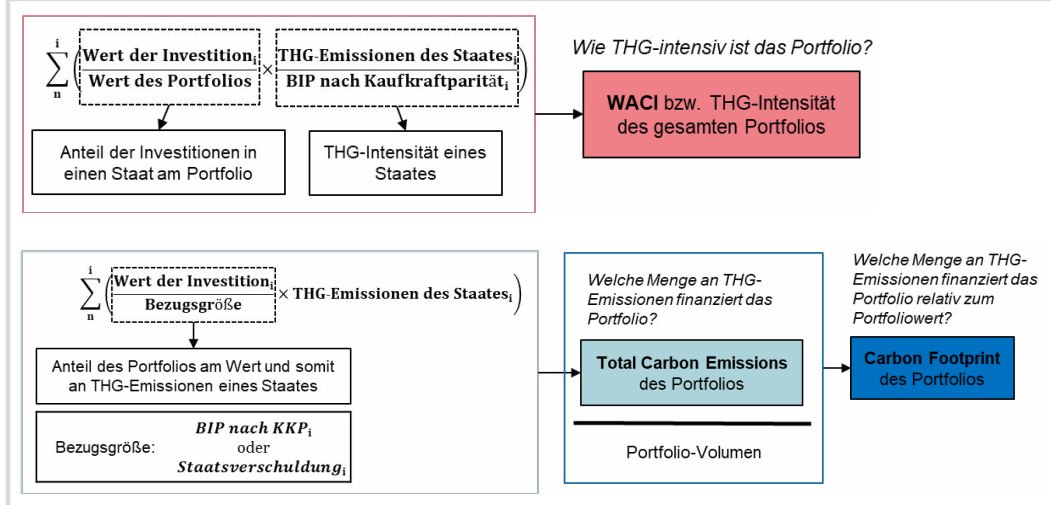 i
∑
n
(Wert der Investition_i / Wert des Portfolios × THG-Emissionen des Staates_i / BIP nach Kaufkraftparität_i)
Anteil der Investitionen in
einen Staat am Portfolio
THG-Intensität eines
Staates
Wie THG-intensiv ist das Portfolio?
WACI bzw. THG-Intensität
des gesamten Portfolios
i
∑
n
(Wert der Investition_i / Bezugsgröße × THG-Emissionen des Staates_i)
Anteil des Portfolios am Wert und somit
an THG-Emissionen eines Staates
Bezugsgröße:
BIP nach KKP_i
oder
Staatsverschuldung_i
Welche Menge an THG-
Emissionen finanziert das
Portfolio?
Total Carbon Emissions
des Portfolios
Portfolio-Volumen
Welche Menge an THG-
Emissionen finanziert das
Portfolio relativ zum
Portfoliowert?
Carbon Footprint
des Portfolios